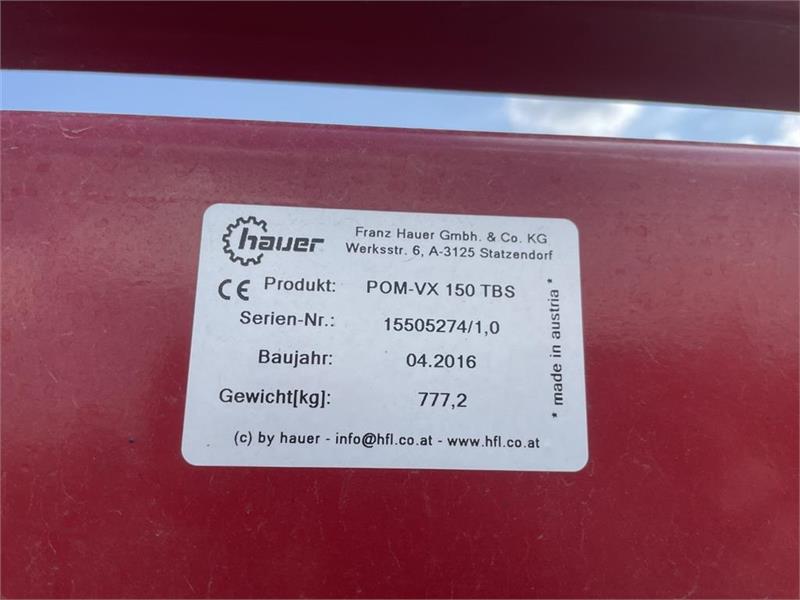 hauer
Franz Hauer Gmbh. & Co. KG
Werksstr. 6, A-3125 Statzendorf
CE Produkt: POM-VX 150 TBS
Serien-Nr.: 15505274/1,0
Baujahr: 04.2016
Gewicht[kg]: 777,2
(c) by hauer - info@hfl.co.at - www.hfl.co.at
* made in austria *